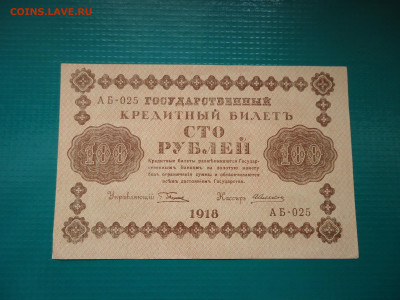 COINS.LAVE.RU
АБ-025 ГОСУДАРСТВЕННЫЙ
КРЕДИТНЫЙ БИЛЕТЪ
СТО
РУБЛЕЙ
100 100
Кредитные билеты размѣниваются Государ-
ственнымъ Банкомъ на золотую монету
безъ ограниченія суммы и обезпечиваются
всѣмъ достояніемъ Государства.
Управляющій Кассиръ
1918 АБ-025